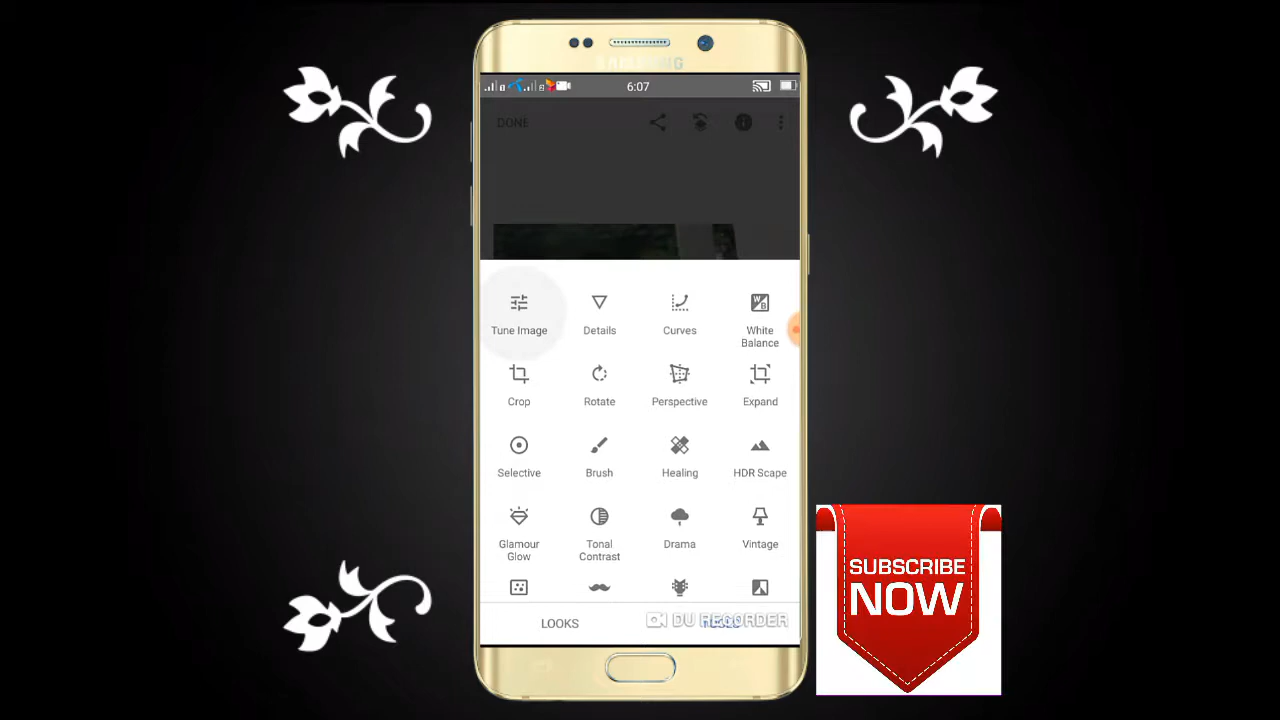 SAMSUNG
6:07
DONE
Tune Image
Details
Curves
White
Balance
Crop
Rotate
Perspective
Expand
Selective
Brush
Healing
HDR Scape
Glamour
Glow
Tonal
Contrast
Drama
Vintage
LOOKS
DU RECORDER
SUBSCRIBE
NOW